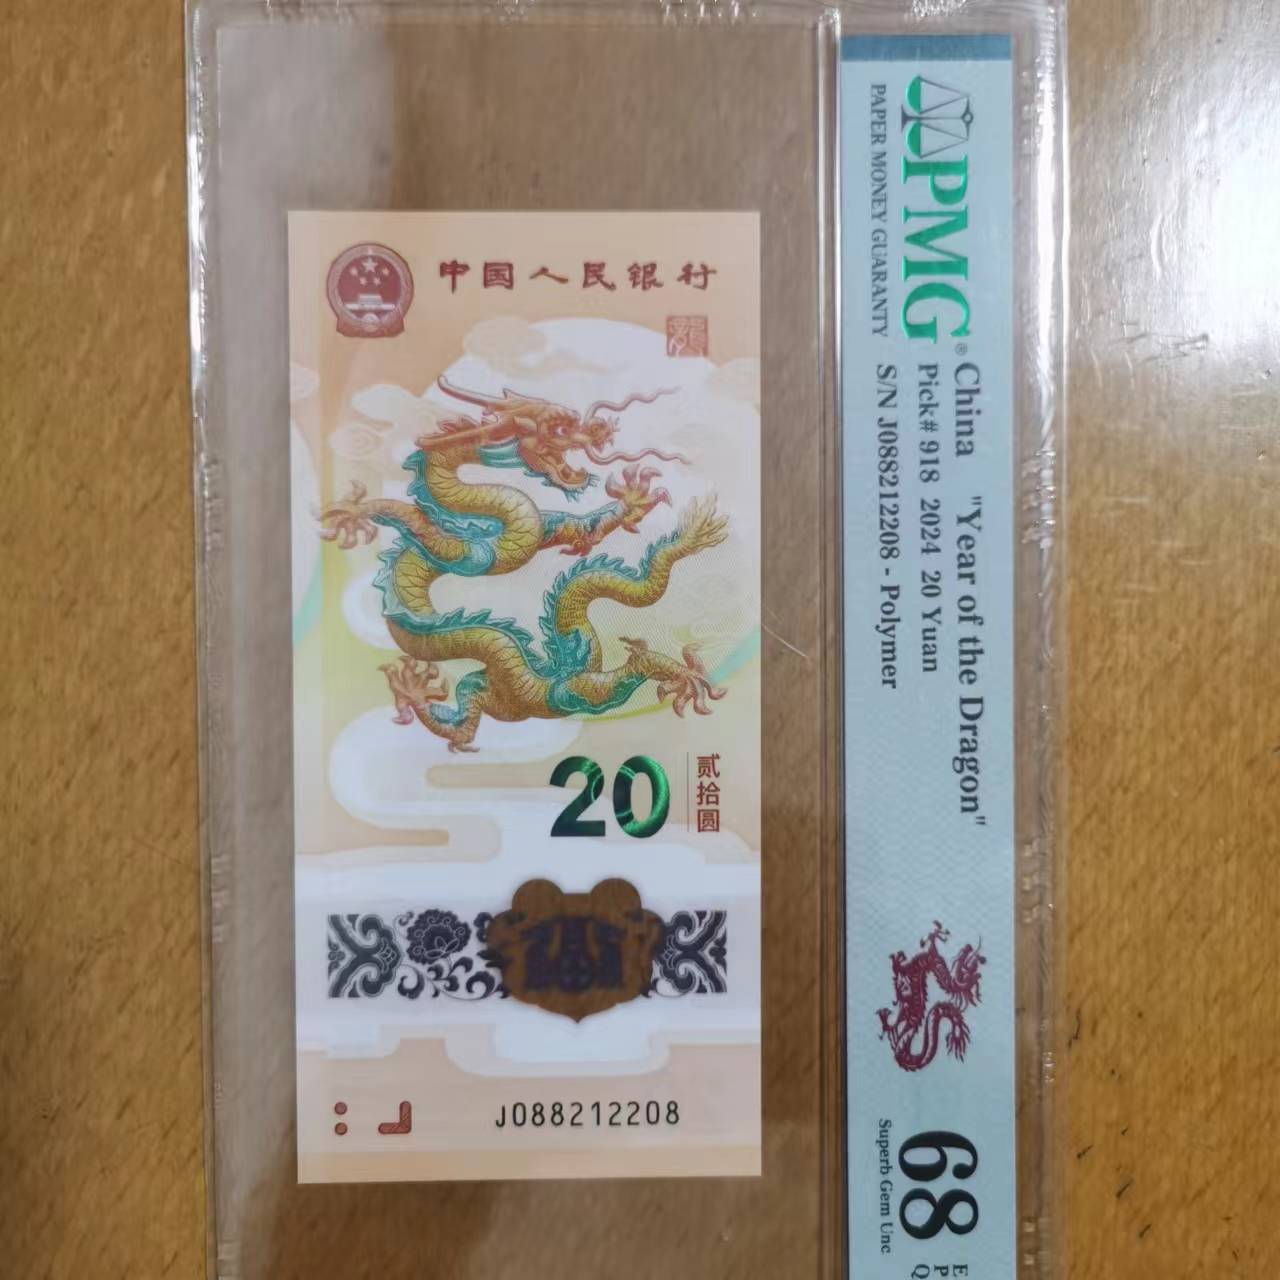 中国人民银行
20
贰拾圆
J088212208
PMG®
PAPER MONEY GUARANTY
China "Year of the Dragon"
Pick# 918 2024 20 Yuan
S/N J088212208 - Polymer
68
Superb Gem Unc
E
P
Q